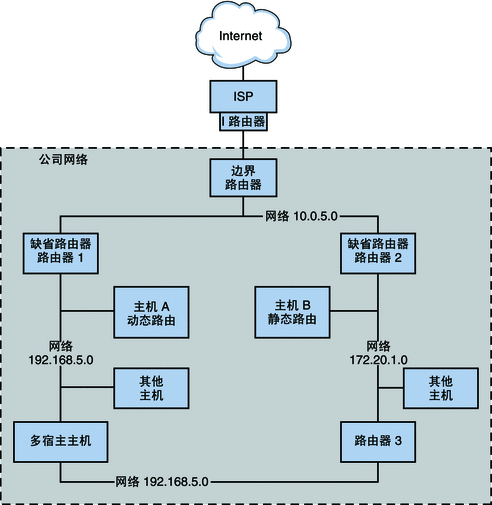 Internet
ISP
I 路由器
公司网络
边界
路由器
网络 10.0.5.0
缺省路由器
路由器 1
缺省路由器
路由器 2
主机 A
动态路由
主机 B
静态路由
网络
192.168.5.0
网络
172.20.1.0
其他
主机
其他
主机
多宿主主机
路由器 3
网络 192.168.5.0